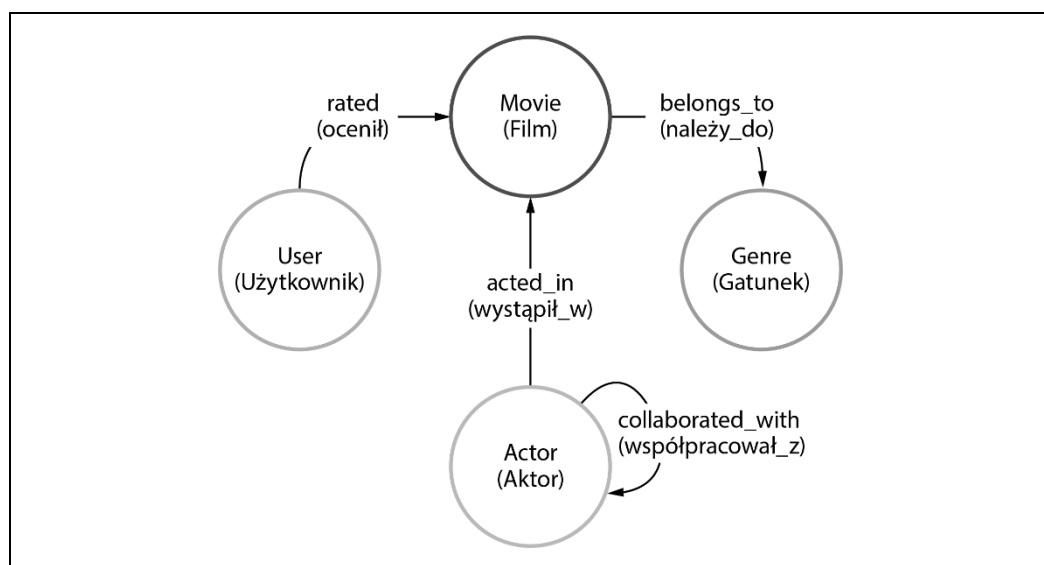 rated
(ocenił)
Movie
(Film)
belongs_to
(należy_do)
User
(Użytkownik)
acted_in
(wystąpił_w)
Genre
(Gatunek)
Actor
(Aktor)
collaborated_with
(współpracował_z)